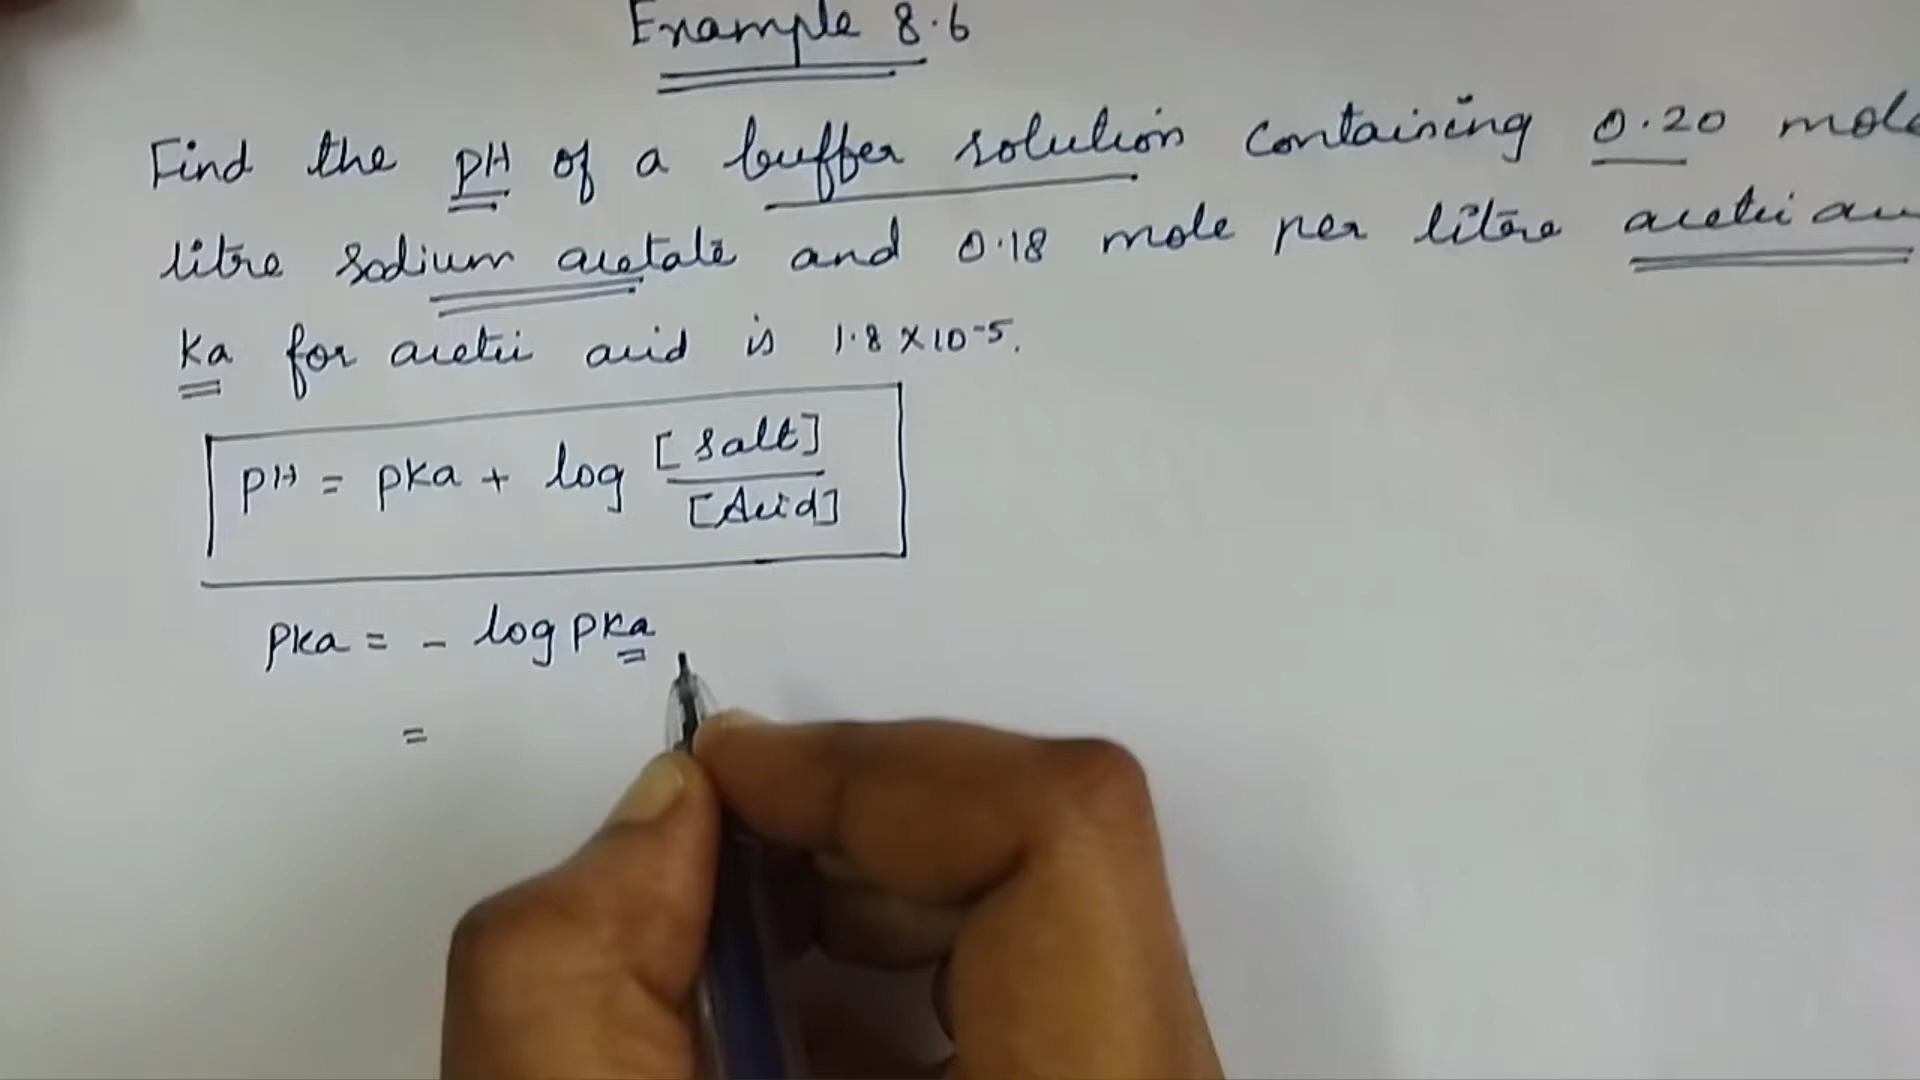 Example 8.6
Find the pH of a buffer solution containing 0.20 mole
litre sodium acetate and 0.18 mole per litre acetic
Ka for acetic acid is 1.8 × 10⁻⁵.
pH = pKa + log [salt]/[Acid]
pKa = - log pKa
=